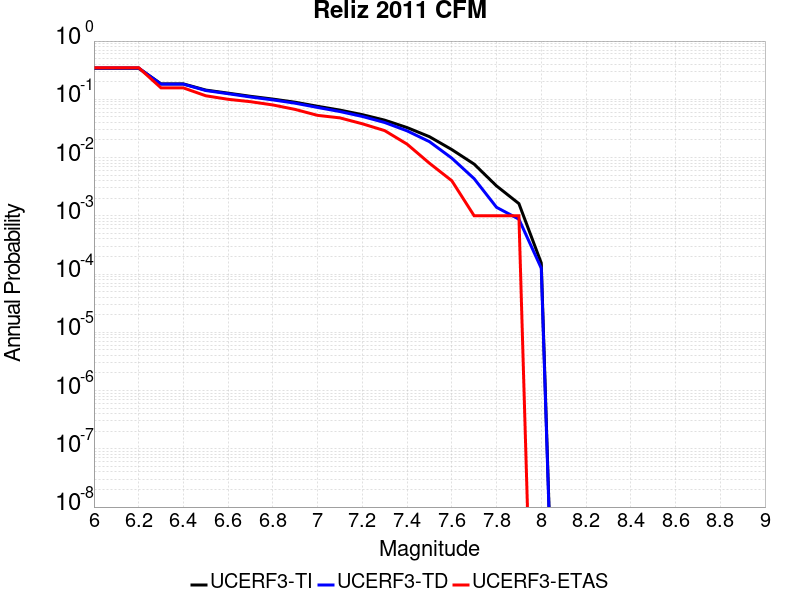 Reliz 2011 CFM
Annual Probability
10^0
10^-1
10^-2
10^-3
10^-4
10^-5
10^-6
10^-7
10^-8
6 6.2 6.4 6.6 6.8 7 7.2 7.4 7.6 7.8 8 8.2 8.4 8.6 8.8 9
Magnitude
UCERF3-TI UCERF3-TD UCERF3-ETAS